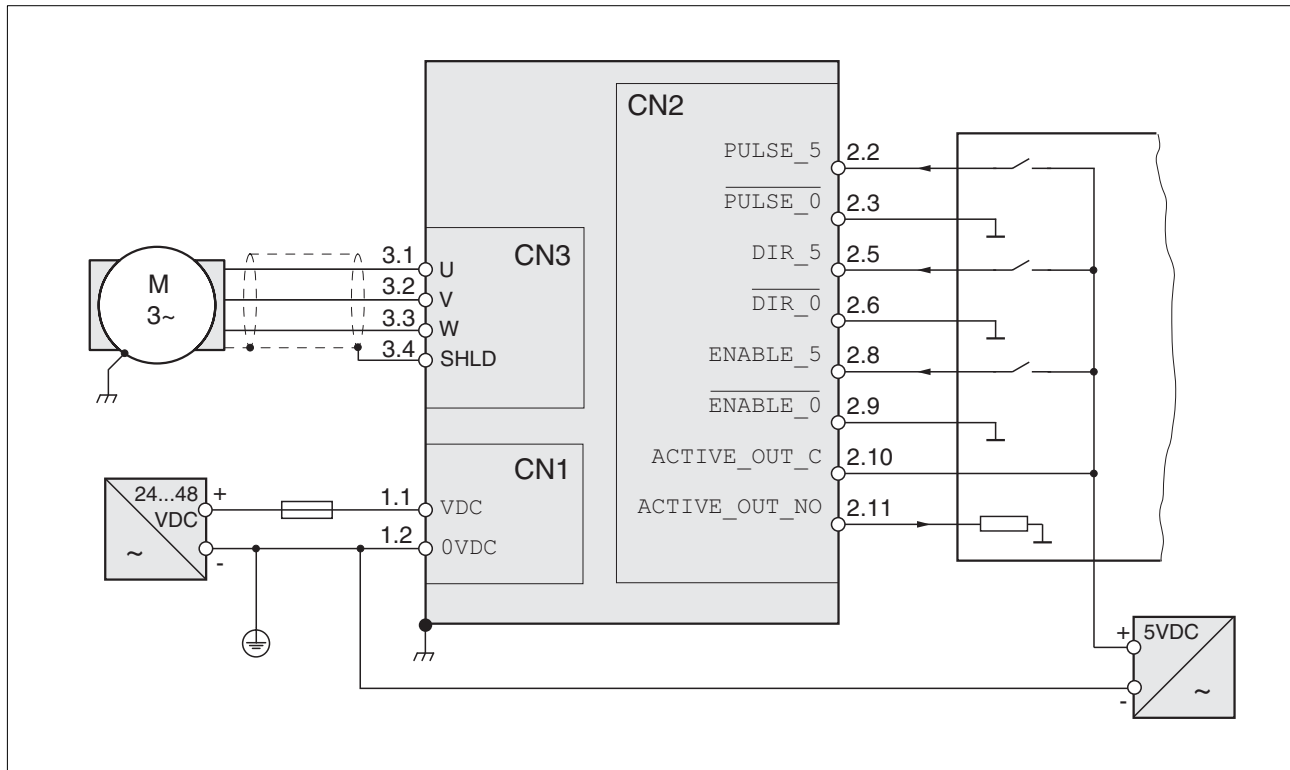 CN2
PULSE_5 2.2
PULSE_0 2.3
DIR_5 2.5
DIR_0 2.6
ENABLE_5 2.8
ENABLE_0 2.9
ACTIVE_OUT_C 2.10
ACTIVE_OUT_NO 2.11
CN3
3.1 U
3.2 V
3.3 W
3.4 SHLD
M
3~
CN1
1.1 VDC
1.2 0VDC
24...48 +
VDC
~ -
+ 5VDC
- ~